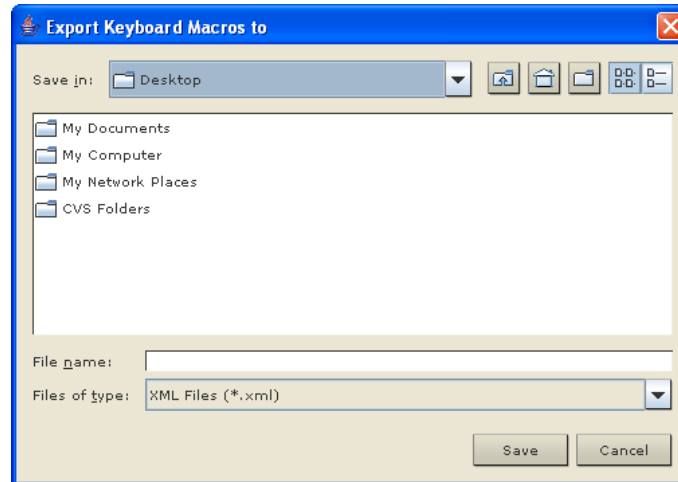 Export Keyboard Macros to
Save in: Desktop
My Documents
My Computer
My Network Places
CVS Folders
File name:
Files of type: XML Files (*.xml)
Save Cancel